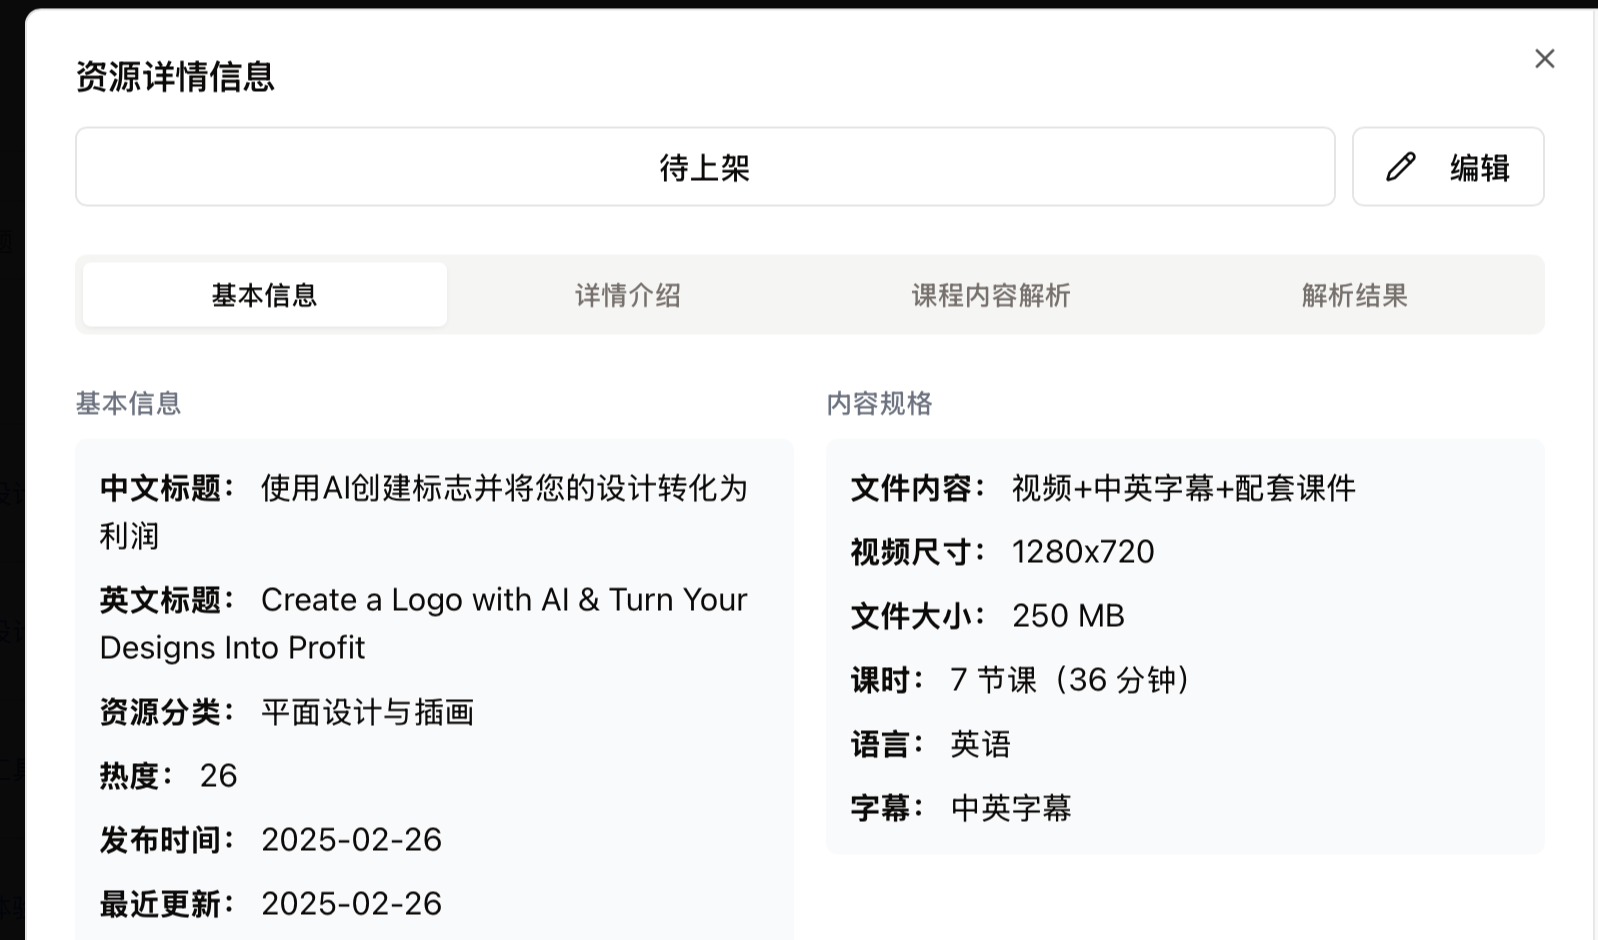 资源详情信息
待上架
编辑
基本信息
详情介绍
课程内容解析
解析结果
基本信息
中文标题： 使用AI创建标志并将您的设计转化为
利润
英文标题： Create a Logo with AI & Turn Your
Designs Into Profit
资源分类： 平面设计与插画
热度： 26
发布时间： 2025-02-26
最近更新： 2025-02-26
内容规格
文件内容： 视频+中英字幕+配套课件
视频尺寸： 1280x720
文件大小： 250 MB
课时： 7 节课（36 分钟）
语言： 英语
字幕： 中英字幕